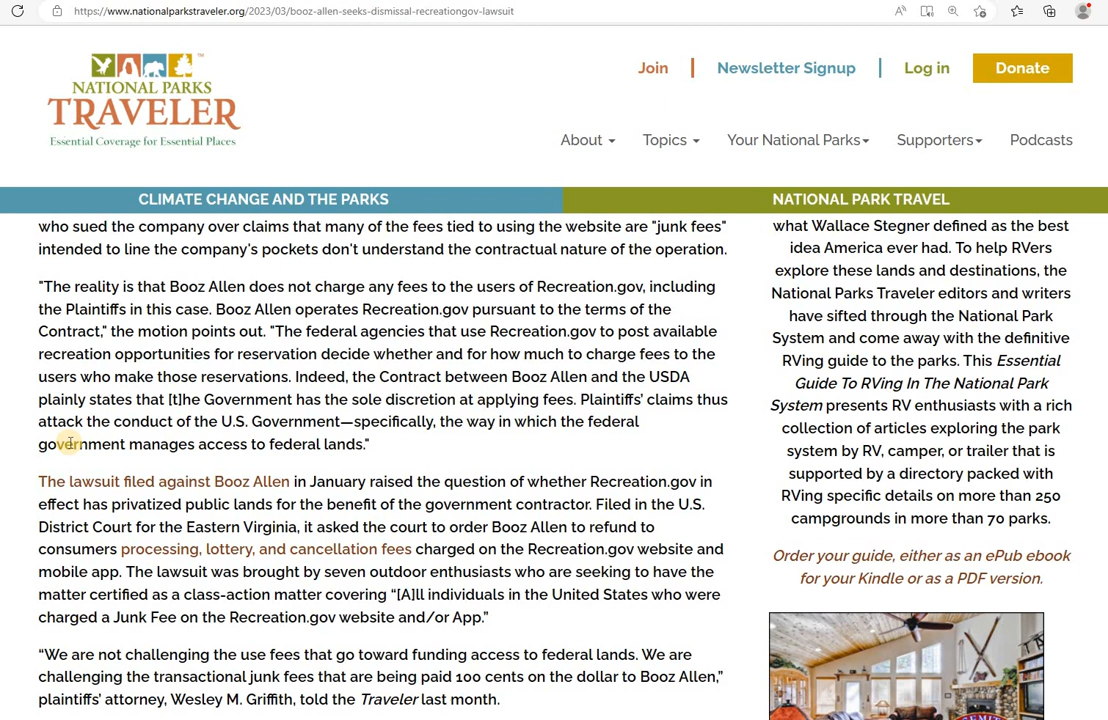 https://www.nationalparkstraveler.org/2023/03/booz-allen-seeks-dismissal-recreationgov-lawsuit
NATIONAL PARKS
TRAVELER
Essential Coverage for Essential Places
Join
Newsletter Signup
Log in
Donate
About
Topics
Your National Parks
Supporters
Podcasts
CLIMATE CHANGE AND THE PARKS
NATIONAL PARK TRAVEL
who sued the company over claims that many of the fees tied to using the website are "junk fees"
intended to line the company's pockets don't understand the contractual nature of the operation.
"The reality is that Booz Allen does not charge any fees to the users of Recreation.gov, including
the Plaintiffs in this case. Booz Allen operates Recreation.gov pursuant to the terms of the
Contract," the motion points out. "The federal agencies that use Recreation.gov to post available
recreation opportunities for reservation decide whether and for how much to charge fees to the
users who make those reservations. Indeed, the Contract between Booz Allen and the USDA
plainly states that [t]he Government has the sole discretion at applying fees. Plaintiffs' claims thus
attack the conduct of the U.S. Government—specifically, the way in which the federal
government manages access to federal lands."
The lawsuit filed against Booz Allen in January raised the question of whether Recreation.gov in
effect has privatized public lands for the benefit of the government contractor. Filed in the U.S.
District Court for the Eastern Virginia, it asked the court to order Booz Allen to refund to
consumers processing, lottery, and cancellation fees charged on the Recreation.gov website and
mobile app. The lawsuit was brought by seven outdoor enthusiasts who are seeking to have the
matter certified as a class-action matter covering “[A]ll individuals in the United States who were
charged a Junk Fee on the Recreation.gov website and/or App.”
“We are not challenging the use fees that go toward funding access to federal lands. We are
challenging the transactional junk fees that are being paid 100 cents on the dollar to Booz Allen,”
plaintiffs’ attorney, Wesley M. Griffith, told the Traveler last month.
what Wallace Stegner defined as the best
idea America ever had. To help RVers
explore these lands and destinations, the
National Parks Traveler editors and writers
have sifted through the National Park
System and come away with the definitive
RVing guide to the parks. This Essential
Guide To RVing In The National Park
System presents RV enthusiasts with a rich
collection of articles exploring the park
system by RV, camper, or trailer that is
supported by a directory packed with
RVing specific details on more than 250
campgrounds in more than 70 parks.
Order your guide, either as an ePub ebook
for your Kindle or as a PDF version.